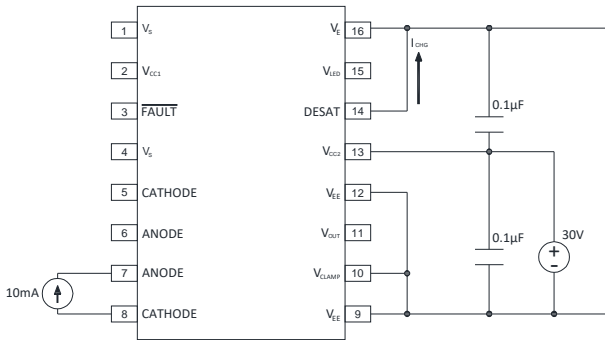 1 Vs VE 16
ICHG
2 VCC1 VLED 15
0.1μF
3 FAULT DESAT 14
4 Vs VCC2 13
5 CATHODE VEE 12
6 ANODE VOUT 11
0.1μF
30V
7 ANODE VCLAMP 10
10mA
8 CATHODE VEE 9